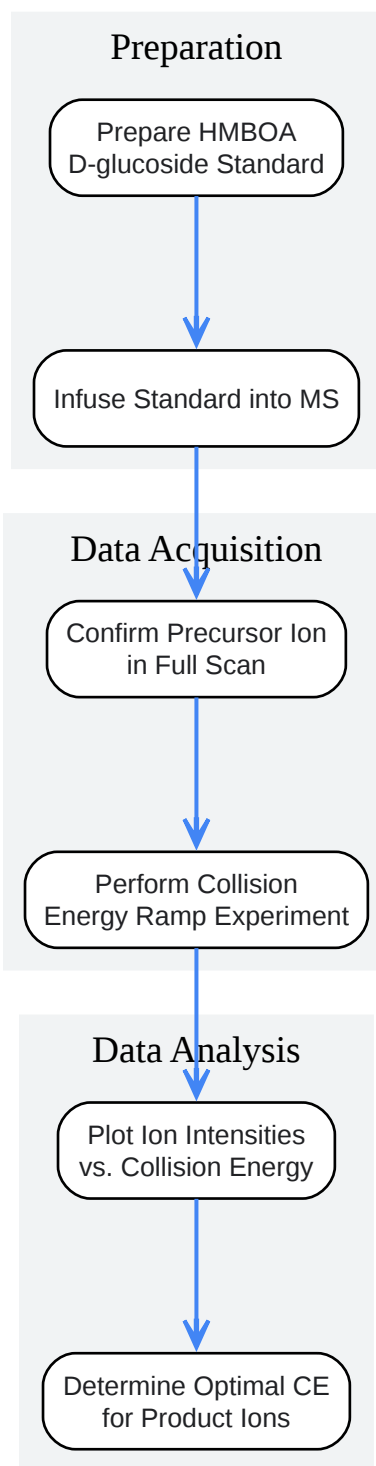 Preparation
Prepare HMBOA
D-glucoside Standard
Infuse Standard into MS
Data Acquisition
Confirm Precursor Ion
in Full Scan
Perform Collision
Energy Ramp Experiment
Data Analysis
Plot Ion Intensities
vs. Collision Energy
Determine Optimal CE
for Product Ions